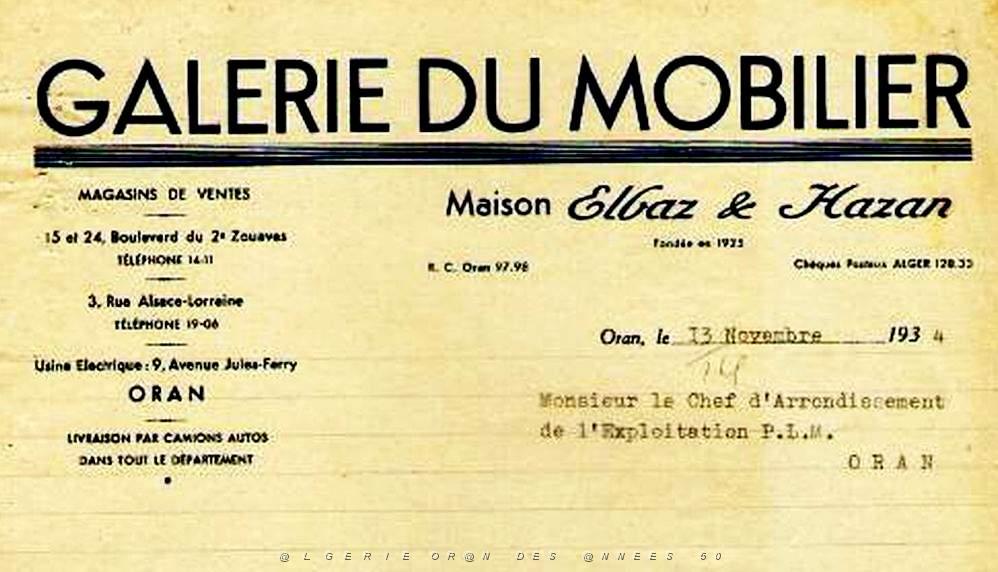 GALERIE DU MOBILIER
MAGASINS DE VENTES
15 et 24, Boulevard du 2e Zouaves
TÉLÉPHONE 14-11
3, Rue Alsace-Lorraine
TÉLÉPHONE 19-06
Usine Electrique : 9, Avenue Jules-Ferry
ORAN
LIVRAISON PAR CAMIONS AUTOS
DANS TOUT LE DÉPARTEMENT
Maison Elbaz & Hazan
Fondée en 1925
R. C. Oran 97.98
Chèques Postaux ALGER 128.33
Oran, le 13 Novembre 1934
Monsieur le Chef d'Arrondissement
de l'Exploitation P.L.M.
ORAN
@LGERIE OR@N DES @NNEES 50